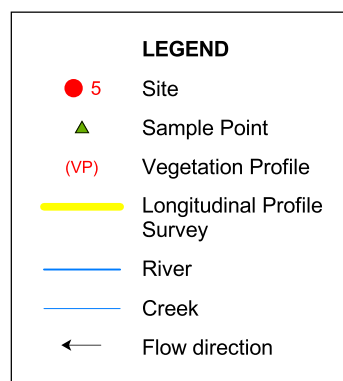 LEGEND
5 Site
Sample Point
(VP) Vegetation Profile
Longitudinal Profile
Survey
River
Creek
Flow direction